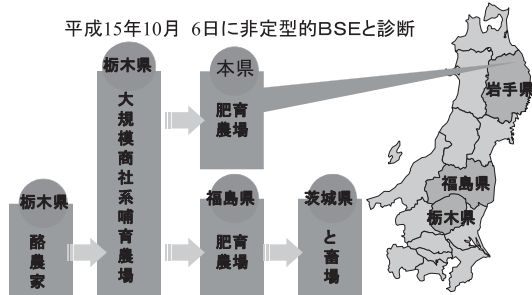 平成15年10月 6日に非定型的BSEと診断
栃木県
大規模商社系哺育農場
本県
肥育農場
栃木県
酪農家
福島県
肥育農場
茨城県
と畜場
岩手県
福島県
栃木県